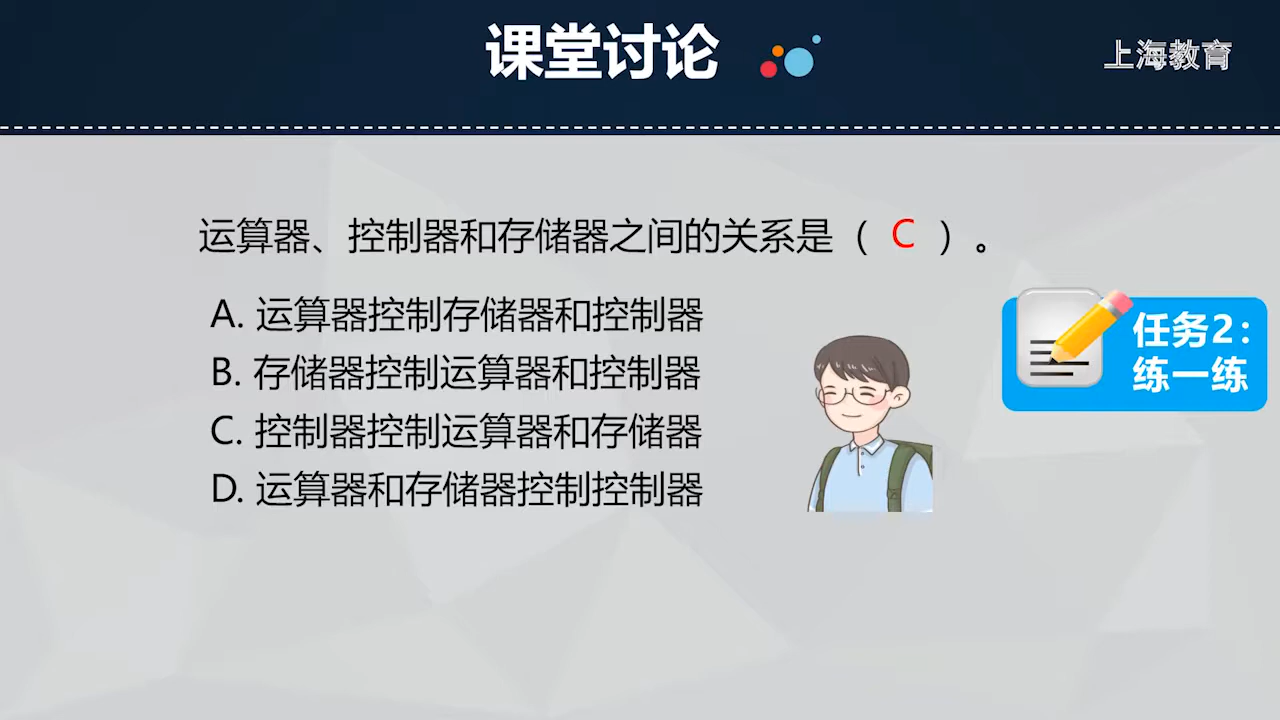 课堂讨论
上海教育
运算器、控制器和存储器之间的关系是（ C ）。
A. 运算器控制存储器和控制器
B. 存储器控制运算器和控制器
C. 控制器控制运算器和存储器
D. 运算器和存储器控制控制器
任务2：
练一练